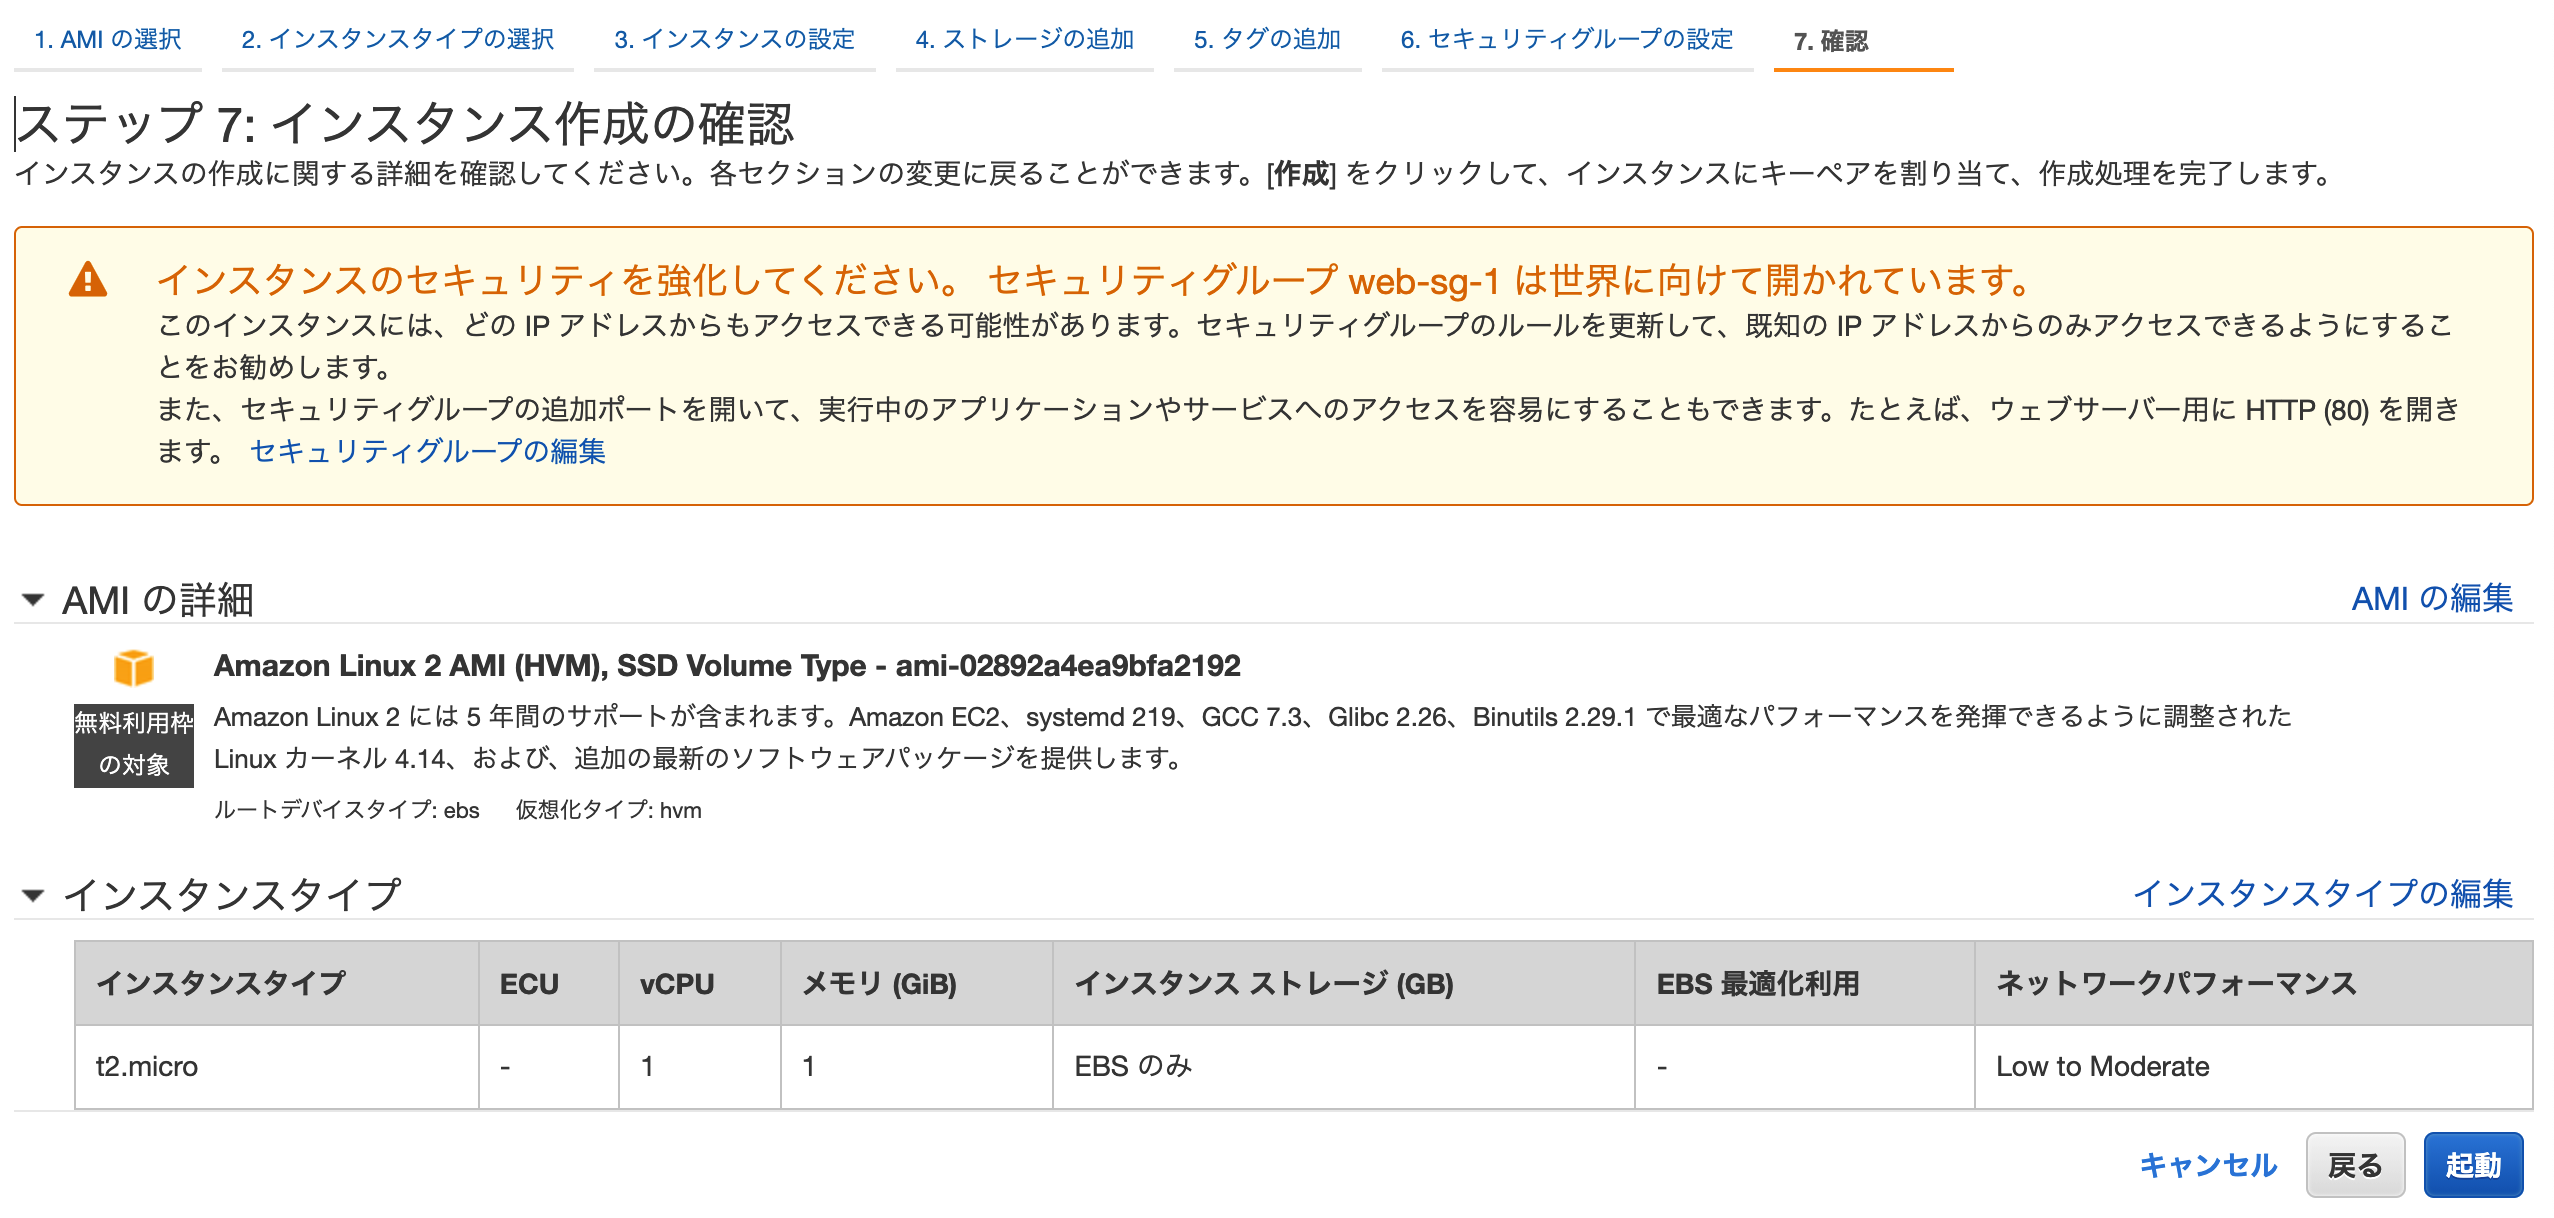 1. AMI の選択 2. インスタンスタイプの選択 3. インスタンスの設定 4. ストレージの追加 5. タグの追加 6. セキュリティグループの設定 7. 確認
ステップ 7: インスタンス作成の確認
インスタンスの作成に関する詳細を確認してください。各セクションの変更に戻ることができます。[作成] をクリックして、インスタンスにキーペアを割り当て、作成処理を完了します。
インスタンスのセキュリティを強化してください。 セキュリティグループ web-sg-1 は世界に向けて開かれています。
このインスタンスには、どの IP アドレスからもアクセスできる可能性があります。セキュリティグループのルールを更新して、既知の IP アドレスからのみアクセスできるようにするこ
とをお勧めします。
また、セキュリティグループの追加ポートを開いて、実行中のアプリケーションやサービスへのアクセスを容易にすることもできます。たとえば、ウェブサーバー用に HTTP (80) を開き
ます。 セキュリティグループの編集
AMI の詳細 AMI の編集
Amazon Linux 2 AMI (HVM), SSD Volume Type - ami-02892a4ea9bfa2192
無料利用枠
の対象
Amazon Linux 2 には 5 年間のサポートが含まれます。Amazon EC2、systemd 219、GCC 7.3、Glibc 2.26、Binutils 2.29.1 で最適なパフォーマンスを発揮できるように調整された
Linux カーネル 4.14、および、追加の最新のソフトウェアパッケージを提供します。
ルートデバイスタイプ: ebs 仮想化タイプ: hvm
インスタンスタイプ インスタンスタイプの編集
インスタンスタイプ ECU vCPU メモリ (GiB) インスタンス ストレージ (GB) EBS 最適化利用 ネットワークパフォーマンス
t2.micro - 1 1 EBS のみ - Low to Moderate
キャンセル 戻る 起動